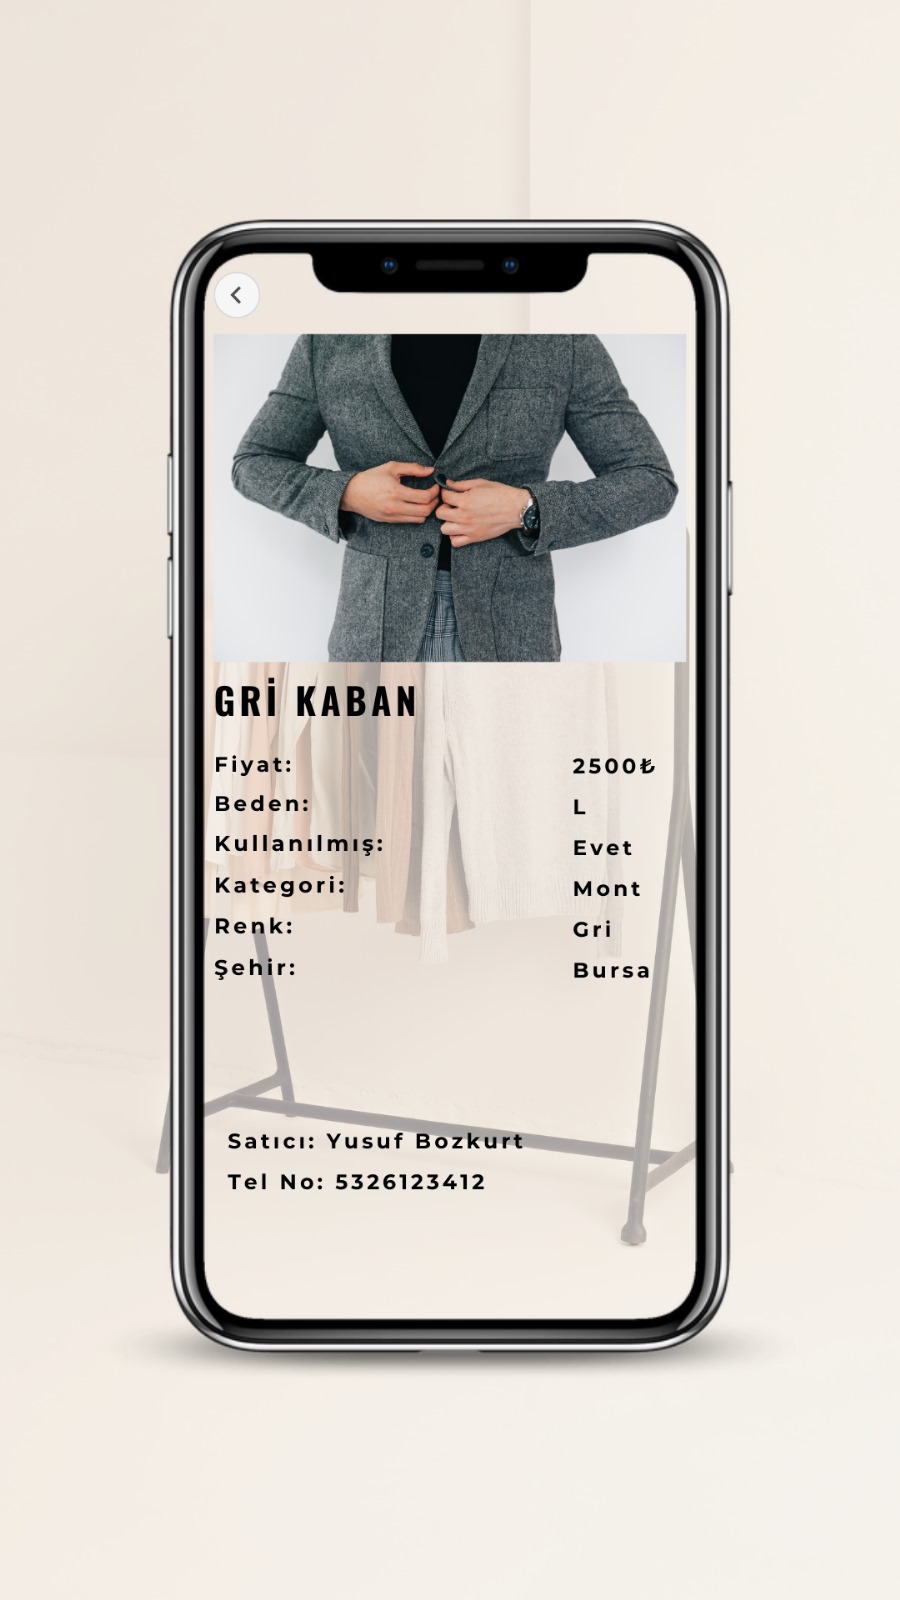 GRİ KABAN
Fiyat: 2500₺
Beden: L
Kullanılmış: Evet
Kategori: Mont
Renk: Gri
Şehir: Bursa
Satıcı: Yusuf Bozkurt
Tel No: 5326123412